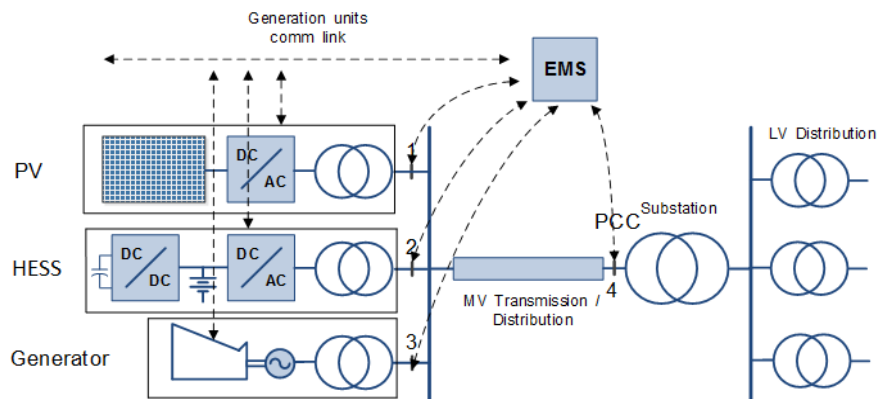 Generation units
comm link
EMS
LV Distribution
PV
DC
AC
1
PCC
Substation
HESS
DC
DC
DC
AC
2
MV Transmission /
Distribution
4
Generator
3